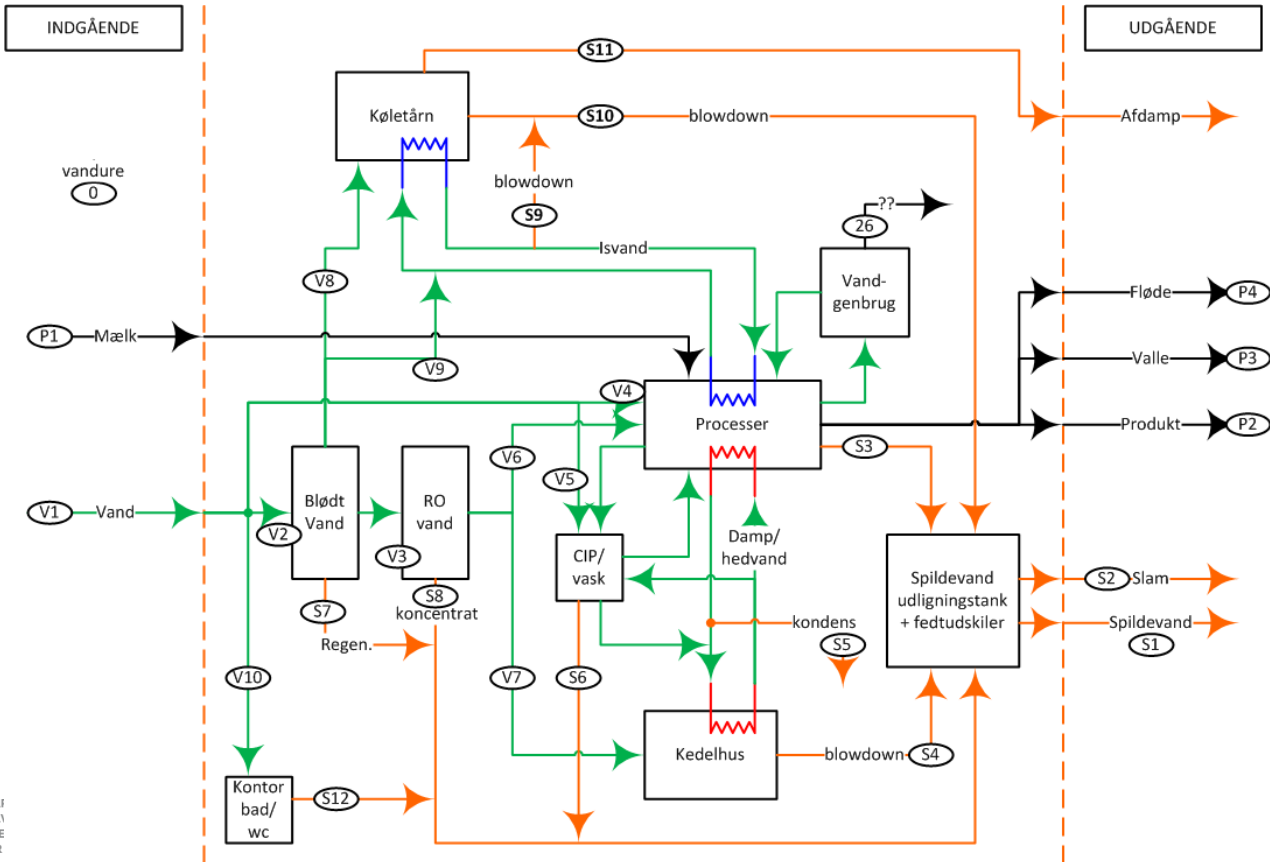 INDGÅENDE
UDGÅENDE
S11
Køletårn
S10
blowdown
Afdamp
vandure
0
blowdown
S9
??
26
Isvand
V8
Vand-
genbrug
Fløde
P4
P1
Mælk
V9
Valle
P3
V4
Processer
Produkt
P2
S3
V6
V5
V1
Vand
Blødt
Vand
RO
vand
V2
V3
Damp/
hedvand
CIP/
vask
Spildevand
udligningstank
+ fedtudskiler
S2
Slam
S7
S8
koncentrat
kondens
Spildevand
Regen.
S5
S1
V10
V7
S6
Kedelhus
blowdown
S4
Kontor
bad/
wc
S12